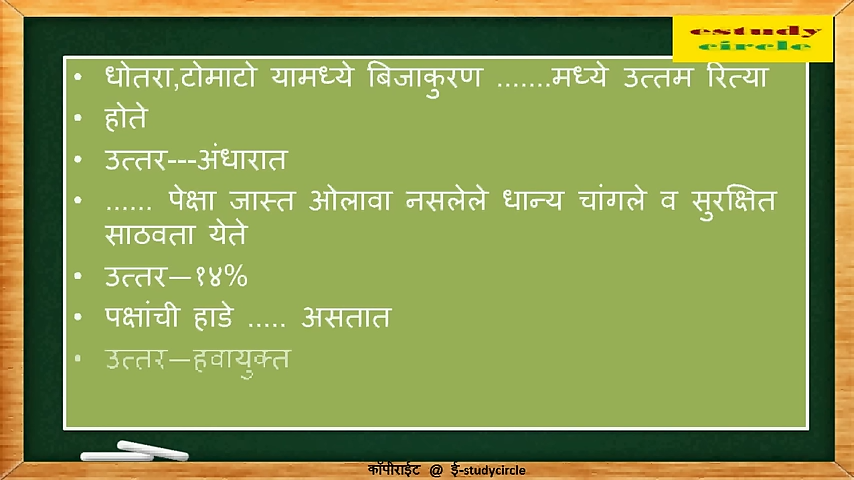 estudy
circle
• धोतरा,टोमाटो यामध्ये बिजाकुरण .......मध्ये उत्तम रित्या
• होते
• उत्तर---अंधारात
• ...... पेक्षा जास्त ओलावा नसलेले धान्य चांगले व सुरक्षित
साठवता येते
• उत्तर—१४%
• पक्षांची हाडे ..... असतात
• उत्तर—हवायुक्त
कॉपीराईट @ ई-studycircle